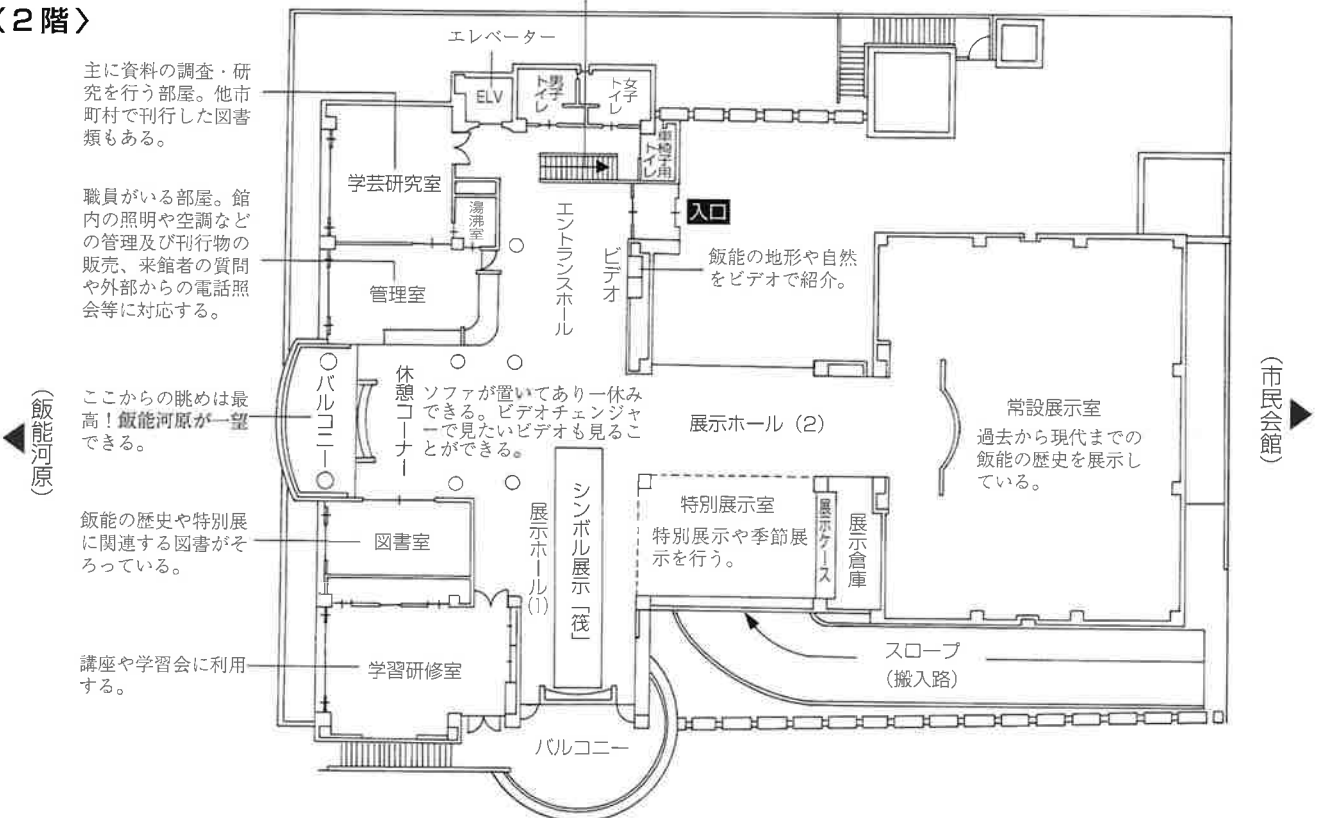 〈２階〉
エレベーター
主に資料の調査・研
究を行う部屋。他市
町村で刊行した図書
類もある。
ELV
男子
トイレ
女子
トイレ
車椅子用
トイレ
学芸研究室
湯沸室
職員がいる部屋。館
内の照明や空調など
の管理及び刊行物の
販売、来館者の質問
や外部からの電話照
会等に対応する。
管理室
エントランスホール
入口
ビデオ
飯能の地形や自然
をビデオで紹介。
(飯能河原)
ここからの眺めは最
高！飯能河原が一望
できる。
バルコニー
休憩コーナー
ソファが置いてあり一休み
できる。ビデオチェンジャ
ーで見たいビデオも見るこ
とができる。
展示ホール（2）
常設展示室
過去から現代までの
飯能の歴史を展示し
ている。
(市民会館)
飯能の歴史や特別展
に関連する図書がそ
ろっている。
図書室
展示ホール(1)
シンボル展示「筏」
特別展示室
特別展示や季節展
示を行う。
展示ケース
展示倉庫
講座や学習会に利用
する。
学習研修室
スロープ
（搬入路）
バルコニー